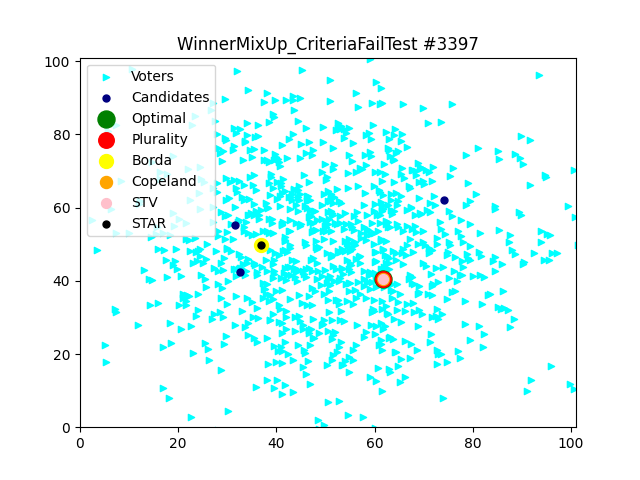 WinnerMixUp_CriteriaFailTest #3397
100
80
60
40
20
0
Voters
Candidates
Optimal
Plurality
Borda
Copeland
STV
STAR
0 20 40 60 80 100